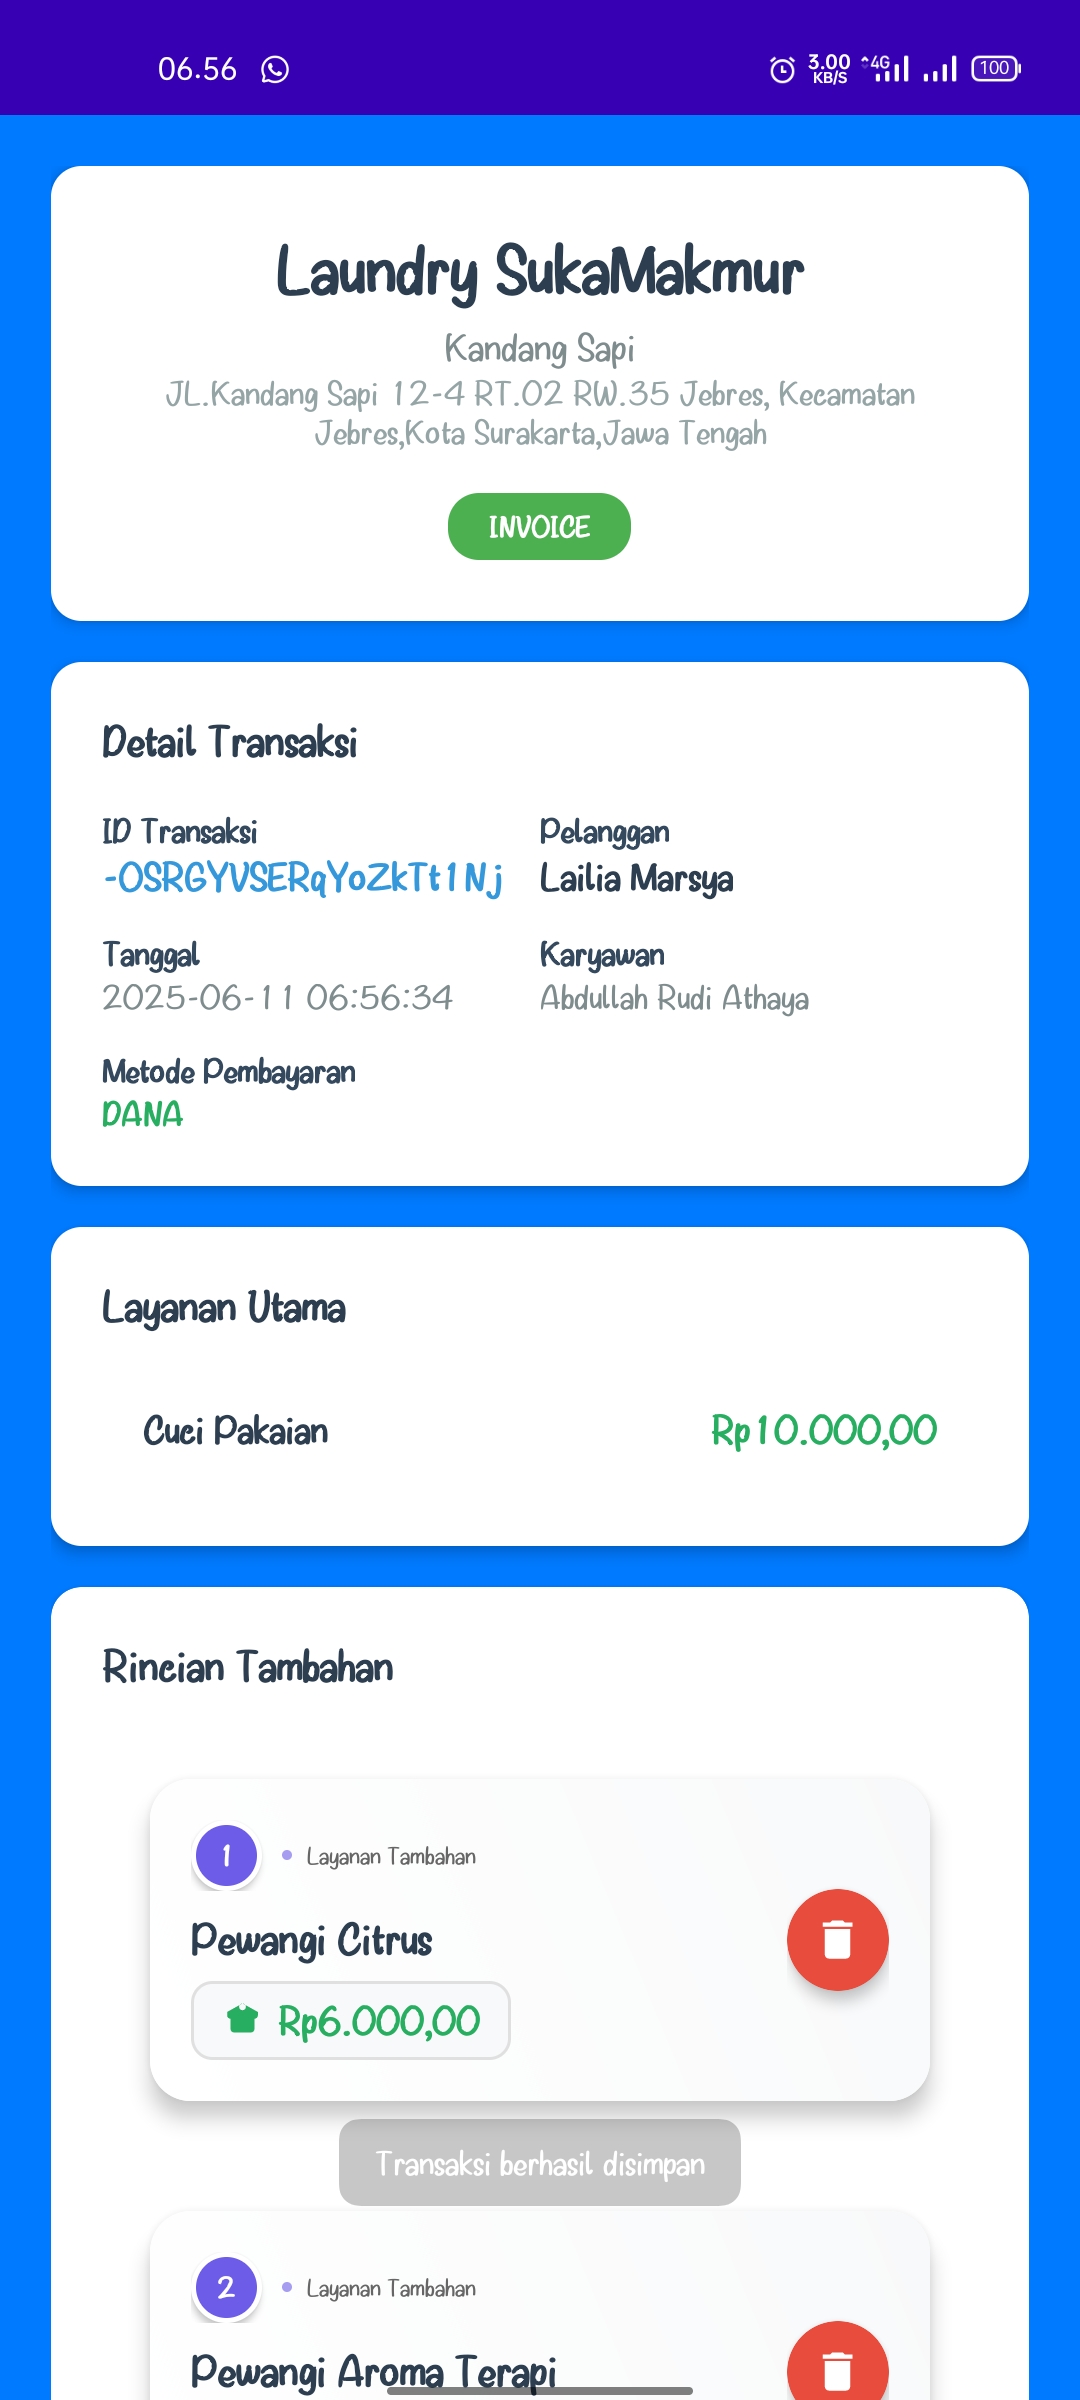 06.56
3.00
KB/S
4G
100
Laundry SukaMakmur
Kandang Sapi
JL.Kandang Sapi 12-4 RT.02 RW.35 Jebres, Kecamatan
Jebres,Kota Surakarta,Jawa Tengah
INVOICE
Detail Transaksi
ID Transaksi
-OSRGYVSERqYoZkTt1Nj
Pelanggan
Lailia Marsya
Tanggal
2025-06-11 06:56:34
Karyawan
Abdullah Rudi Athaya
Metode Pembayaran
DANA
Layanan Utama
Cuci Pakaian
Rp10.000,00
Rincian Tambahan
1
Layanan Tambahan
Pewangi Citrus
Rp6.000,00
Transaksi berhasil disimpan
2
Layanan Tambahan
Pewangi Aroma Terapi